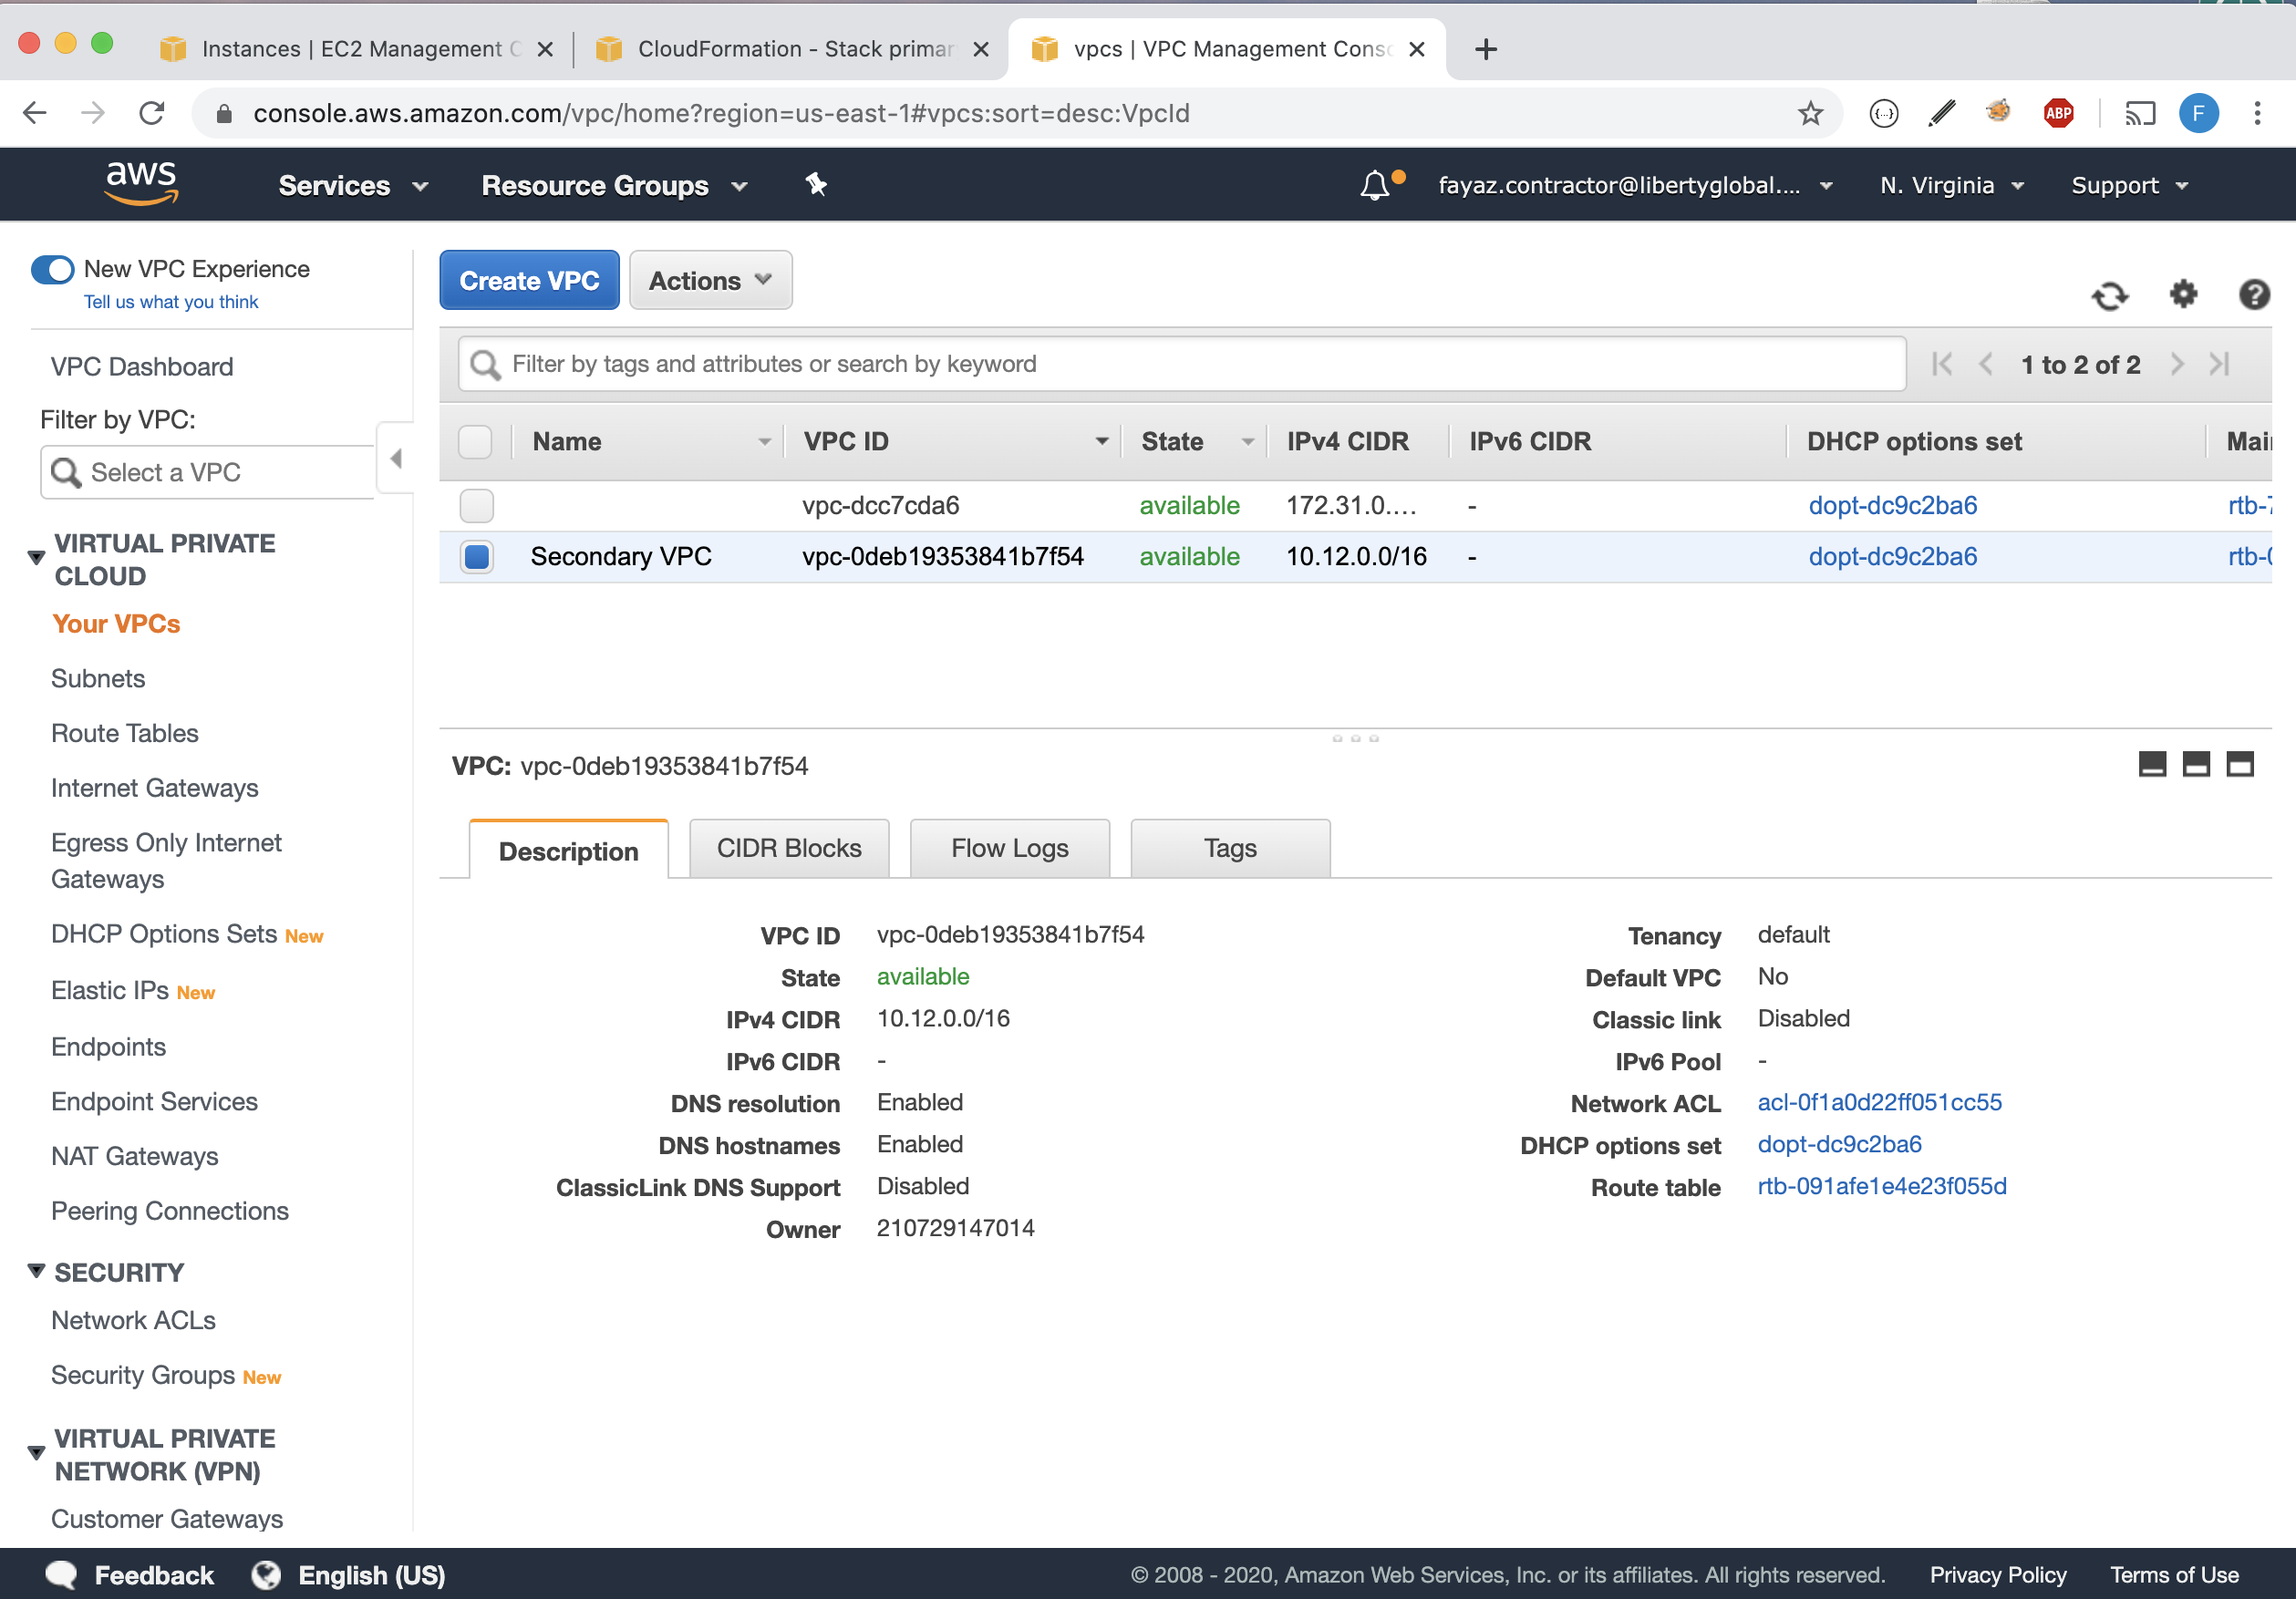 Instances | EC2 Management C
CloudFormation - Stack primar
vpcs | VPC Management Consc
console.aws.amazon.com/vpc/home?region=us-east-1#vpcs:sort=desc:VpcId
ABP
F
aws
Services
Resource Groups
fayaz.contractor@libertyglobal....
N. Virginia
Support
New VPC Experience
Tell us what you think
VPC Dashboard
Filter by VPC:
Select a VPC
VIRTUAL PRIVATE
CLOUD
Your VPCs
Subnets
Route Tables
Internet Gateways
Egress Only Internet
Gateways
DHCP Options Sets New
Elastic IPs New
Endpoints
Endpoint Services
NAT Gateways
Peering Connections
SECURITY
Network ACLs
Security Groups New
VIRTUAL PRIVATE
NETWORK (VPN)
Customer Gateways
Create VPC
Actions
Filter by tags and attributes or search by keyword
1 to 2 of 2
Name VPC ID State IPv4 CIDR IPv6 CIDR DHCP options set Mai
vpc-dcc7cda6 available 172.31.0.... - dopt-dc9c2ba6 rtb-7
Secondary VPC vpc-0deb19353841b7f54 available 10.12.0.0/16 - dopt-dc9c2ba6 rtb-0
VPC: vpc-0deb19353841b7f54
Description
CIDR Blocks
Flow Logs
Tags
VPC ID vpc-0deb19353841b7f54
State available
IPv4 CIDR 10.12.0.0/16
IPv6 CIDR -
DNS resolution Enabled
DNS hostnames Enabled
ClassicLink DNS Support Disabled
Owner 210729147014
Tenancy default
Default VPC No
Classic link Disabled
IPv6 Pool -
Network ACL acl-0f1a0d22ff051cc55
DHCP options set dopt-dc9c2ba6
Route table rtb-091afe1e4e23f055d
Feedback
English (US)
© 2008 - 2020, Amazon Web Services, Inc. or its affiliates. All rights reserved.
Privacy Policy
Terms of Use